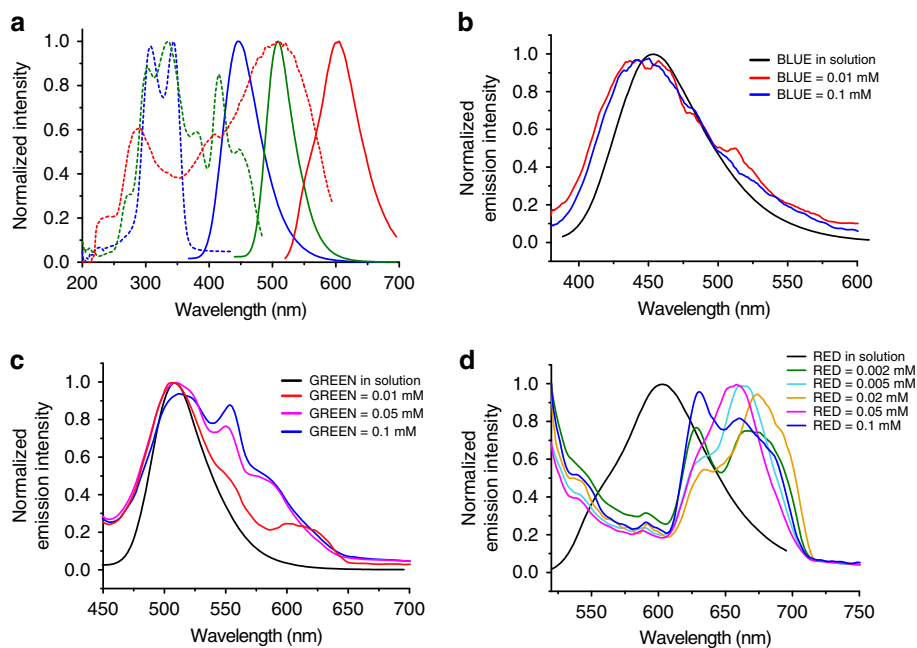 a
Normalized intensity
1.0
0.8
0.6
0.4
0.2
0.0
200 300 400 500 600 700
Wavelength (nm)
b
Normalized
emission intensity
1.0
0.8
0.6
0.4
0.2
0.0
BLUE in solution
BLUE = 0.01 mM
BLUE = 0.1 mM
400 450 500 550 600
Wavelength (nm)
c
Normalized
emission intensity
1.0
0.8
0.6
0.4
0.2
0.0
GREEN in solution
GREEN = 0.01 mM
GREEN = 0.05 mM
GREEN = 0.1 mM
450 500 550 600 650 700
Wavelength (nm)
d
Normalized
emission intensity
1.0
0.8
0.6
0.4
0.2
0.0
RED in solution
RED = 0.002 mM
RED = 0.005 mM
RED = 0.02 mM
RED = 0.05 mM
RED = 0.1 mM
550 600 650 700 750
Wavelength (nm)